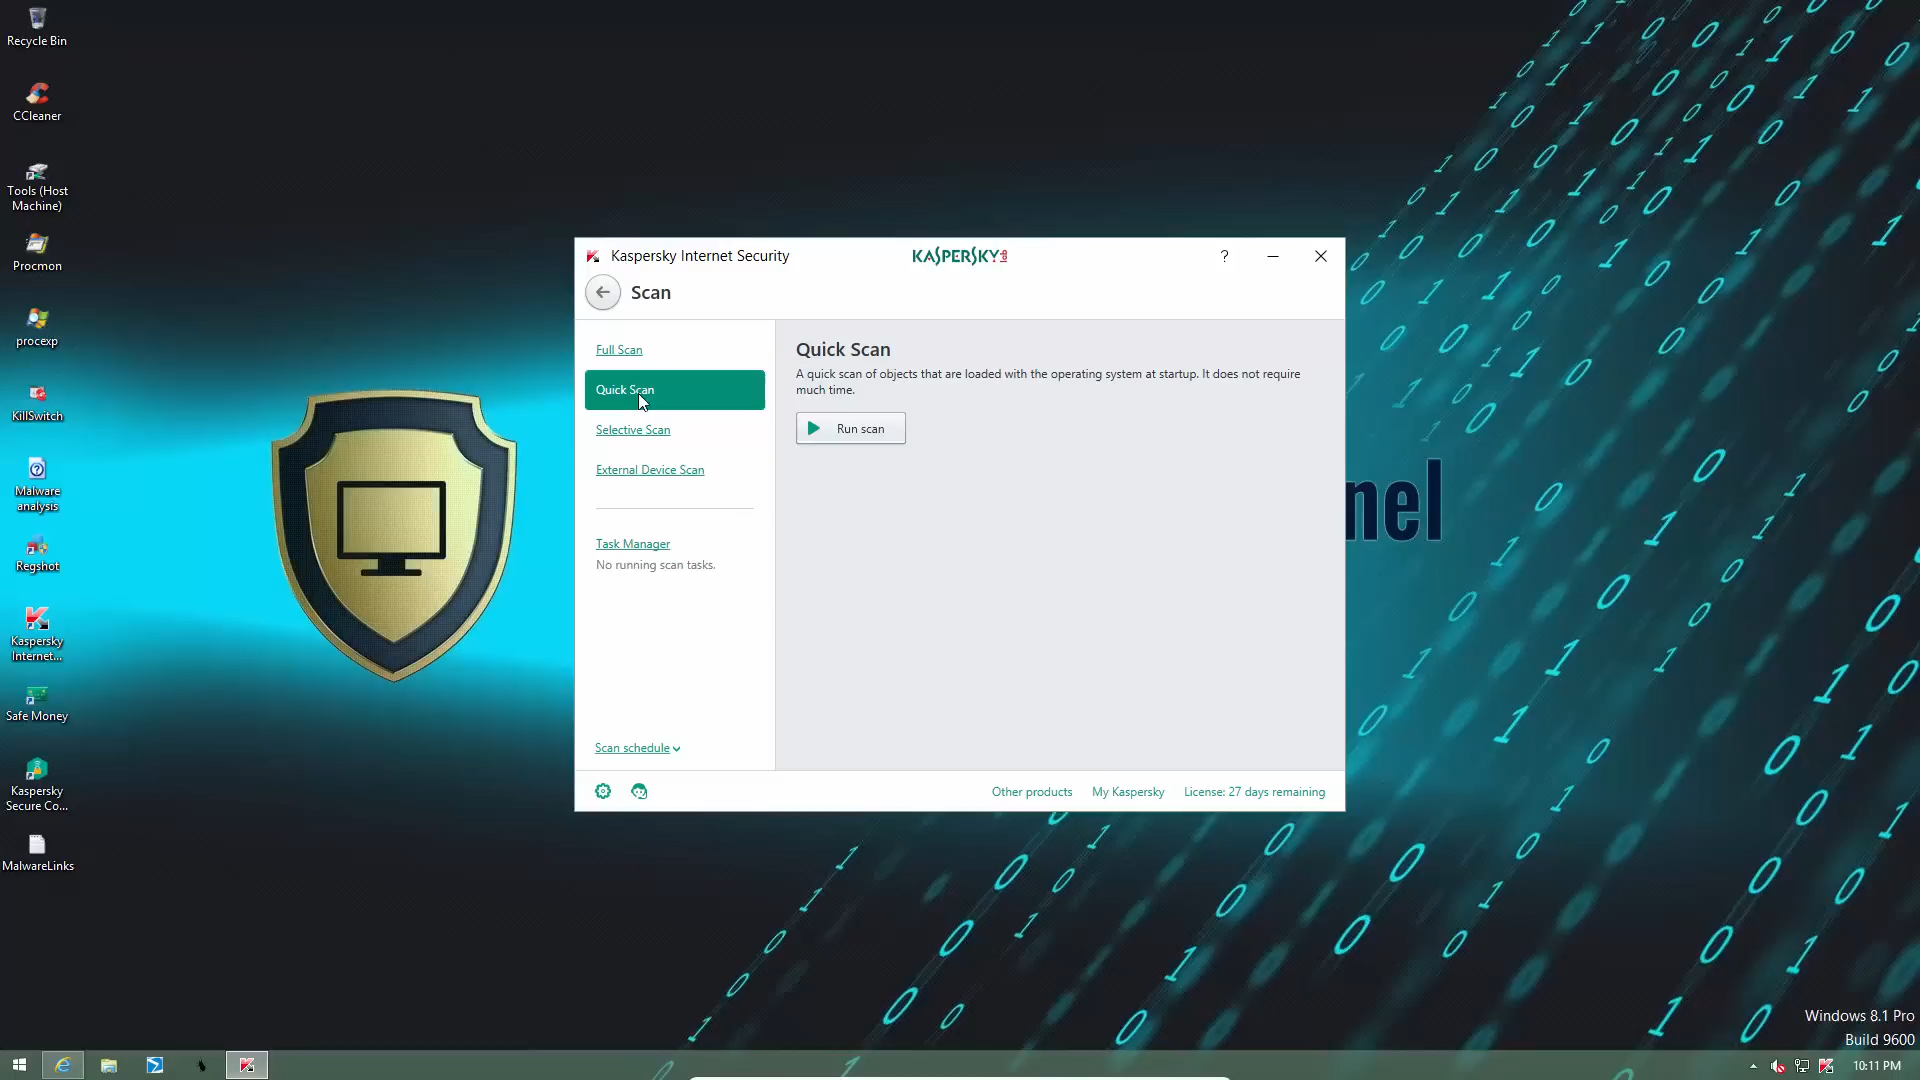 Recycle Bin
CCleaner
Tools (Host
Machine)
Procmon
procexp
KillSwitch
Malware
analysis
Regshot
Kaspersky
Internet...
Safe Money
Kaspersky
Secure Co...
MalwareLinks
Kaspersky Internet Security
KASPERSKY lab
?
Scan
Full Scan
Quick Scan
Selective Scan
External Device Scan
Task Manager
No running scan tasks.
Scan schedule
Quick Scan
A quick scan of objects that are loaded with the operating system at startup. It does not require
much time.
Run scan
Other products
My Kaspersky
License: 27 days remaining
nel
Windows 8.1 Pro
Build 9600
10:11 PM